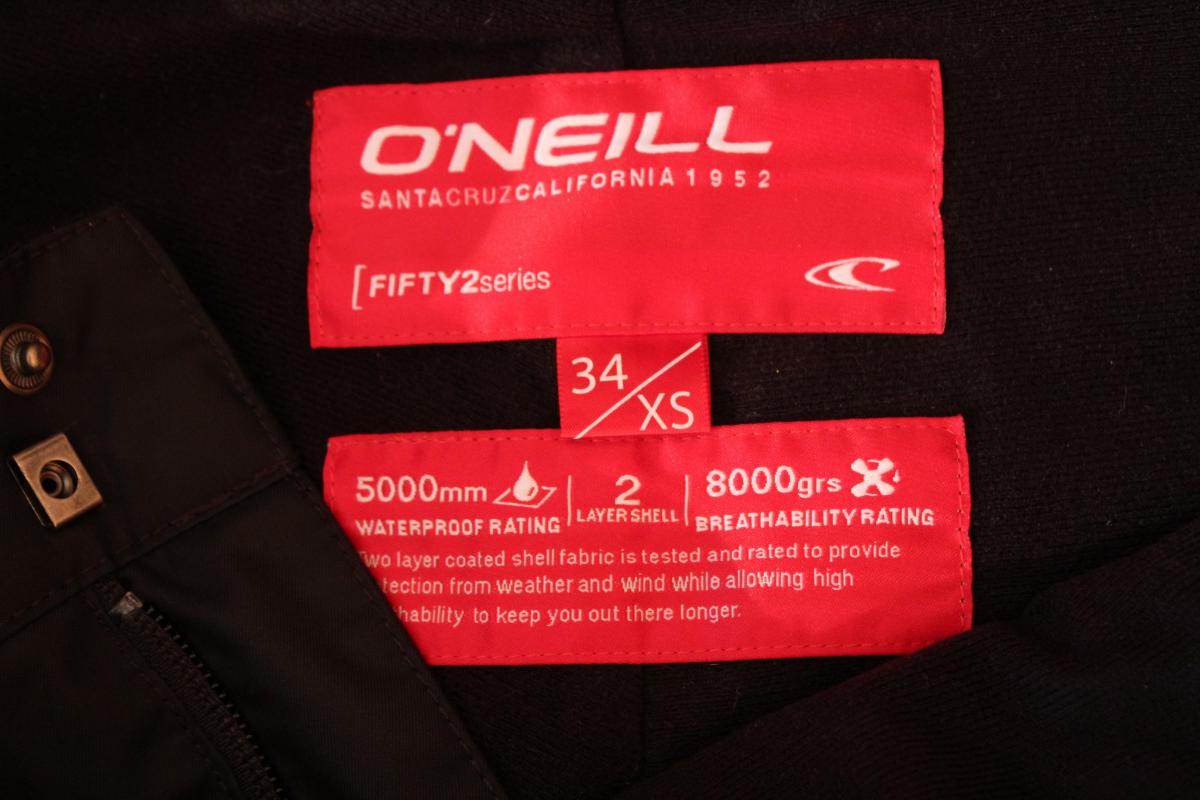 O'NEILL
SANTACRUZCALIFORNIA 1952
[FIFTY2series
34/XS
5000mm
WATERPROOF RATING
2
LAYER SHELL
8000grs
BREATHABILITY RATING
wo layer coated shell fabric is tested and rated to provide
tection from weather and wind while allowing high
hability to keep you out there longer.